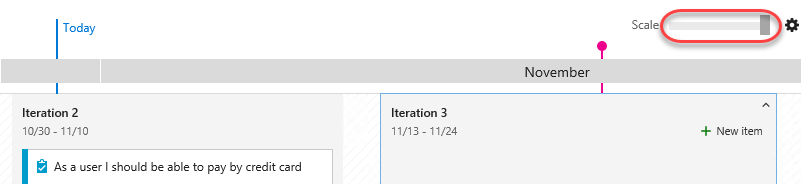 Today
Scale
November
Iteration 2
10/30 - 11/10
As a user I should be able to pay by credit card
Iteration 3
11/13 - 11/24
New item